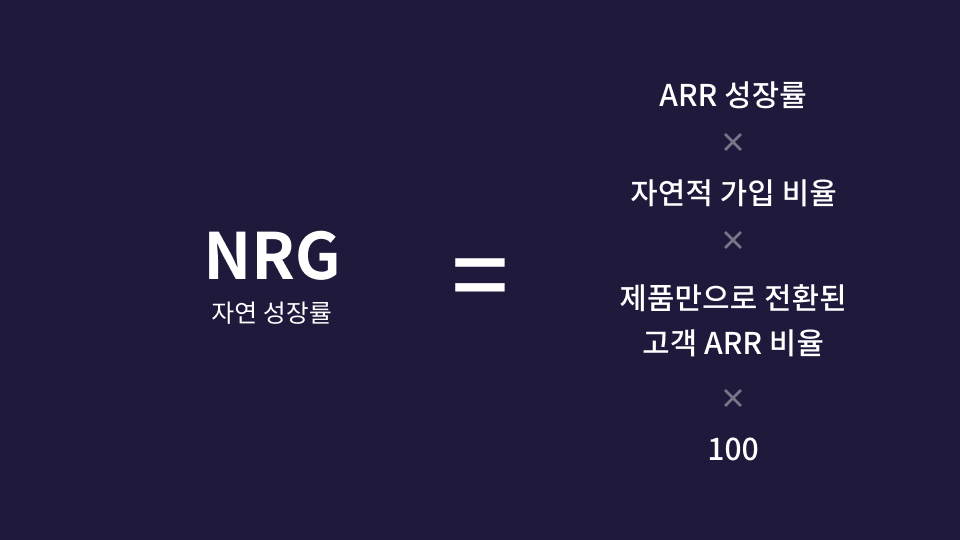 NRG
자연 성장률
=
ARR 성장률
×
자연적 가입 비율
×
제품만으로 전환된
고객 ARR 비율
×
100